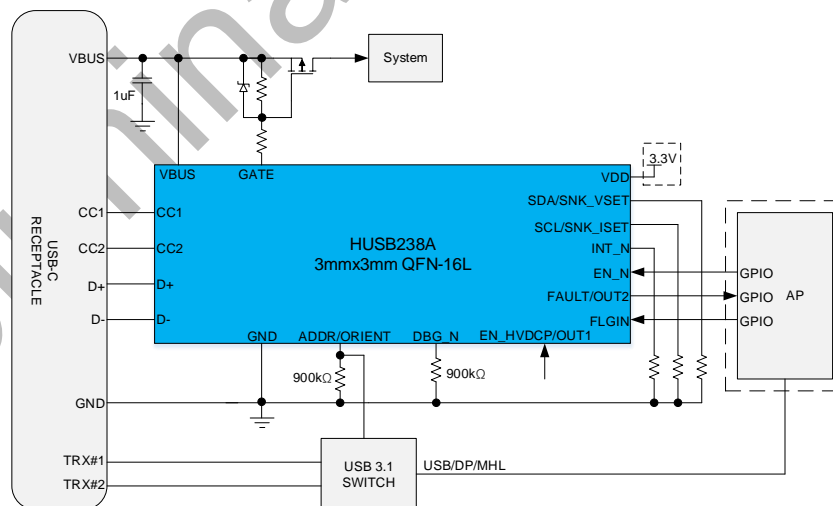 VBUS
System
1uF
VBUS
GATE
VDD
3.3V
SDA/SNK_VSET
SCL/SNK_ISET
INT_N
EN_N
FAULT/OUT2
FLGIN
CC1
CC1
CC2
CC2
D+
D+
D-
D-
HUSB238A
3mmx3mm QFN-16L
USB-C
RECEPTACLE
GPIO
GPIO
GPIO
AP
GND
ADDR/ORIENT
DBG_N
EN_HVDCP/OUT1
900kΩ
900kΩ
GND
TRX#1
TRX#2
USB 3.1
SWITCH
USB/DP/MHL